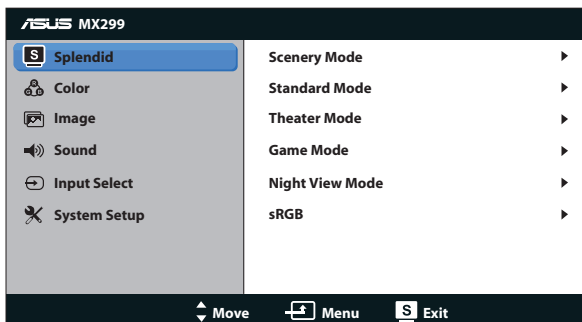 ASUS MX299
S Splendid
Color
Image
Sound
Input Select
System Setup
Scenery Mode
Standard Mode
Theater Mode
Game Mode
Night View Mode
sRGB
Move Menu S Exit